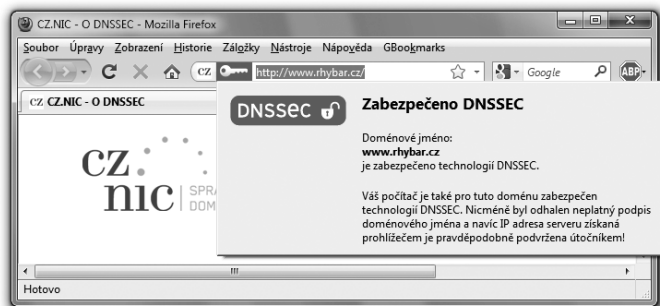 CZ.NIC - O DNSSEC - Mozilla Firefox
Soubor Úpravy Zobrazení Historie Záložky Nástroje Nápověda GBookmarks
CZ http://www.rhybar.cz/ Google ABP
CZ CZ.NIC - O DNSSEC
DNSSEC Zabezpečeno DNSSEC
Doménové jméno:
www.rhybar.cz
je zabezpečeno technologií DNSSEC.
CZ
nic SPRÁ
DOM
Váš počítač je také pro tuto doménu zabezpečen
technologií DNSSEC. Nicméně byl odhalen neplatný podpis
doménového jména a navíc IP adresa serveru získaná
prohlížečem je pravděpodobně podvržena útočníkem!
Hotovo